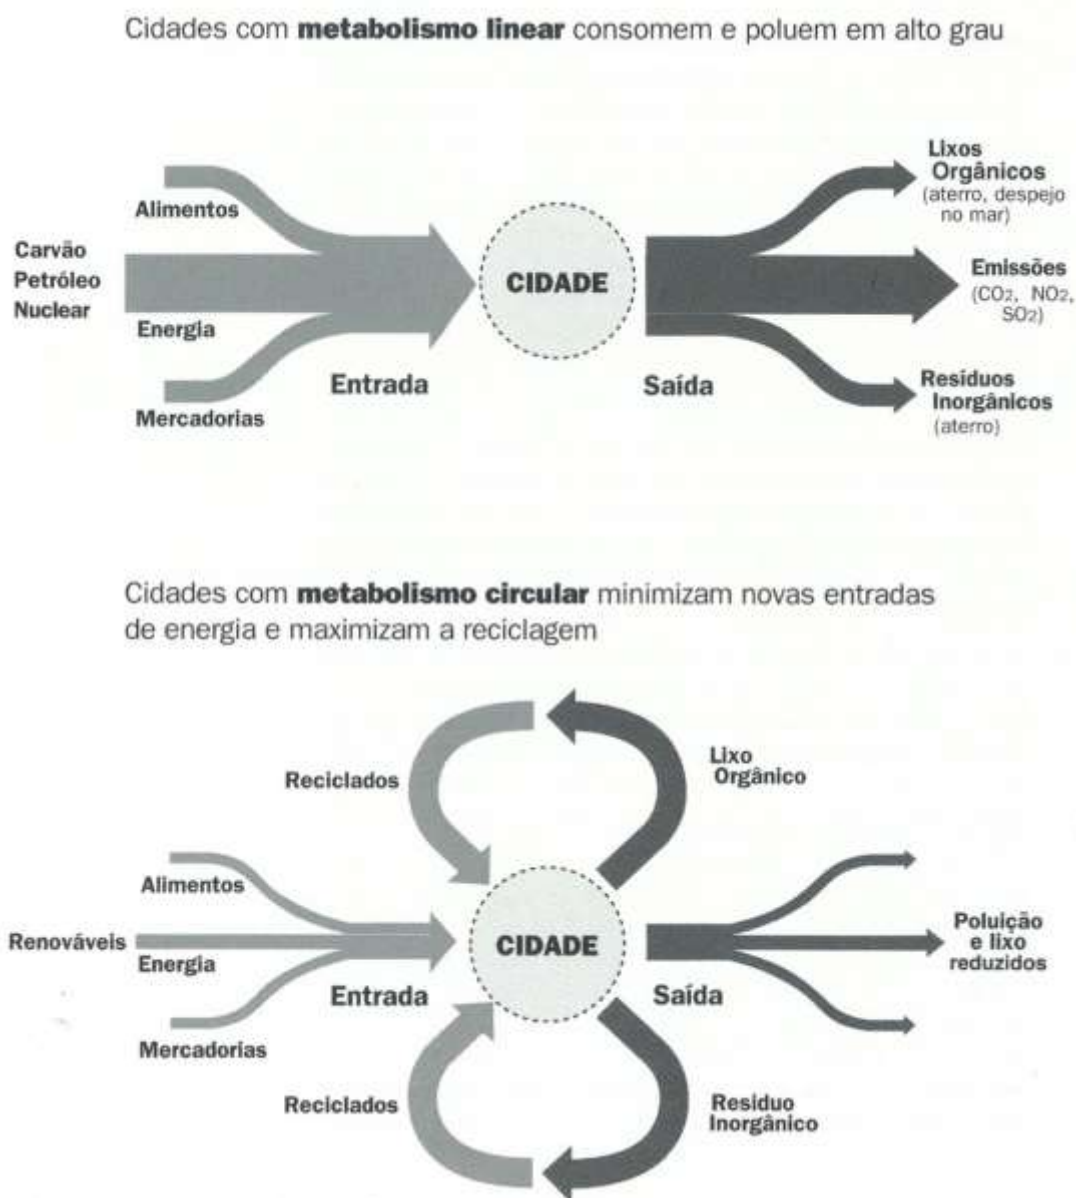 Cidades com metabolismo linear consomem e poluem em alto grau
Alimentos
Carvão
Petróleo
Nuclear
Energia
Mercadorias
Entrada
CIDADE
Saída
Lixos
Orgânicos
(aterro, despejo
no mar)
Emissões
(CO2, NO2,
SO2)
Resíduos
Inorgânicos
(aterro)
Cidades com metabolismo circular minimizam novas entradas
de energia e maximizam a reciclagem
Reciclados
Lixo
Orgânico
Alimentos
Renováveis
Energia
Mercadorias
Entrada
CIDADE
Saída
Poluição
e lixo
reduzidos
Reciclados
Resíduo
Inorgânico